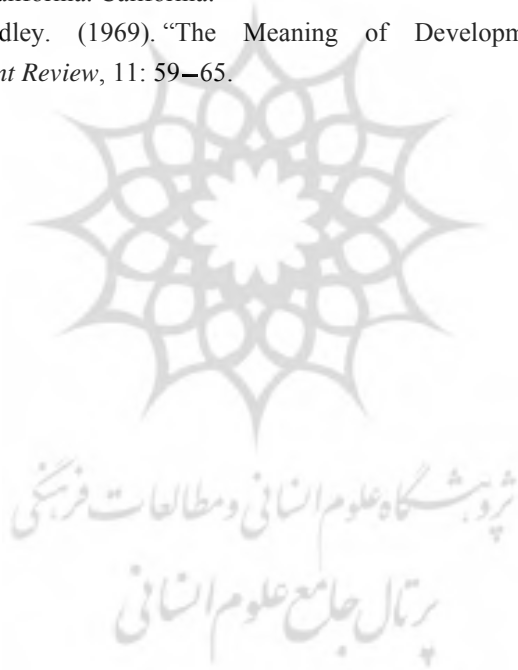 California.
dley. (1969). “The Meaning of Developm
nt Review, 11: 59–65.
پژوهشگاه علوم انسانی و مطالعات فرهنگی
پرتال جامع علوم انسانی